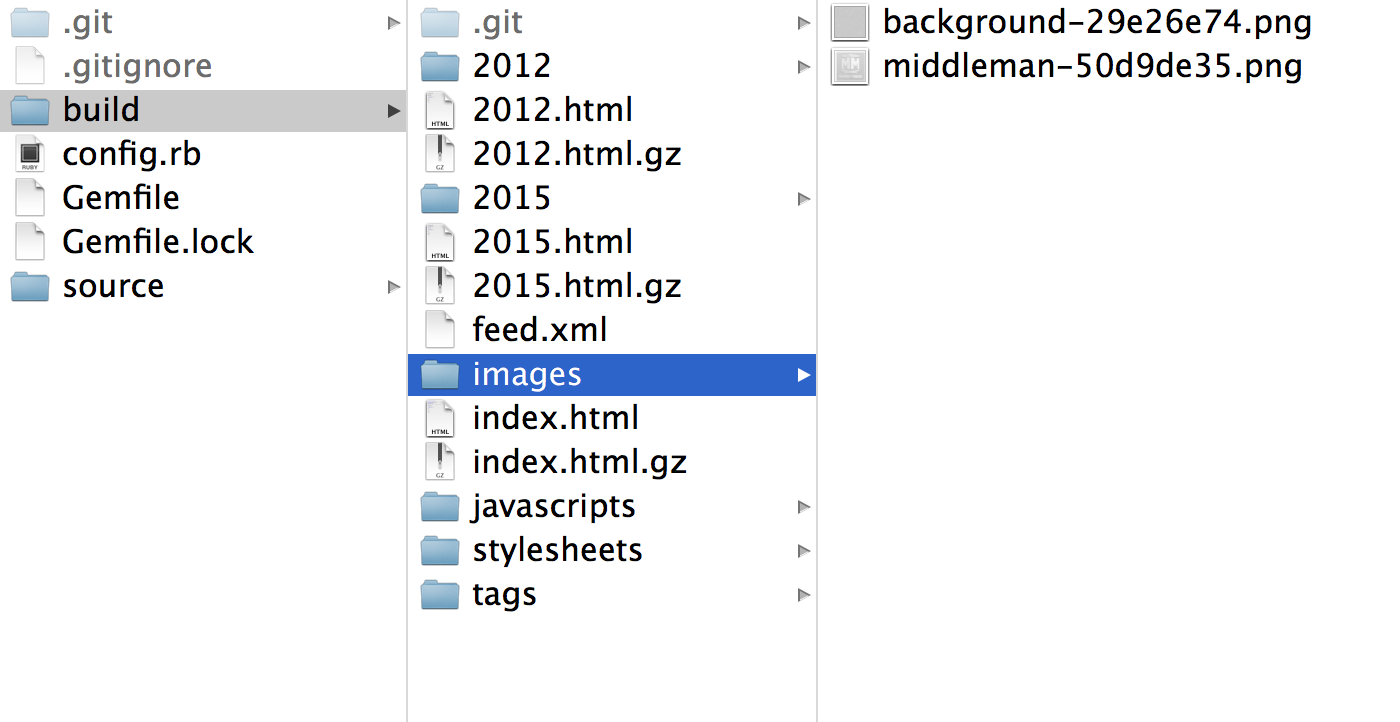 .git
.gitignore
build
config.rb
Gemfile
Gemfile.lock
source
.git
2012
2012.html
2012.html.gz
2015
2015.html
2015.html.gz
feed.xml
images
index.html
index.html.gz
javascripts
stylesheets
tags
background-29e26e74.png
middleman-50d9de35.png
RUBY
HTML
GZ
HTML
GZ
HTML
GZ